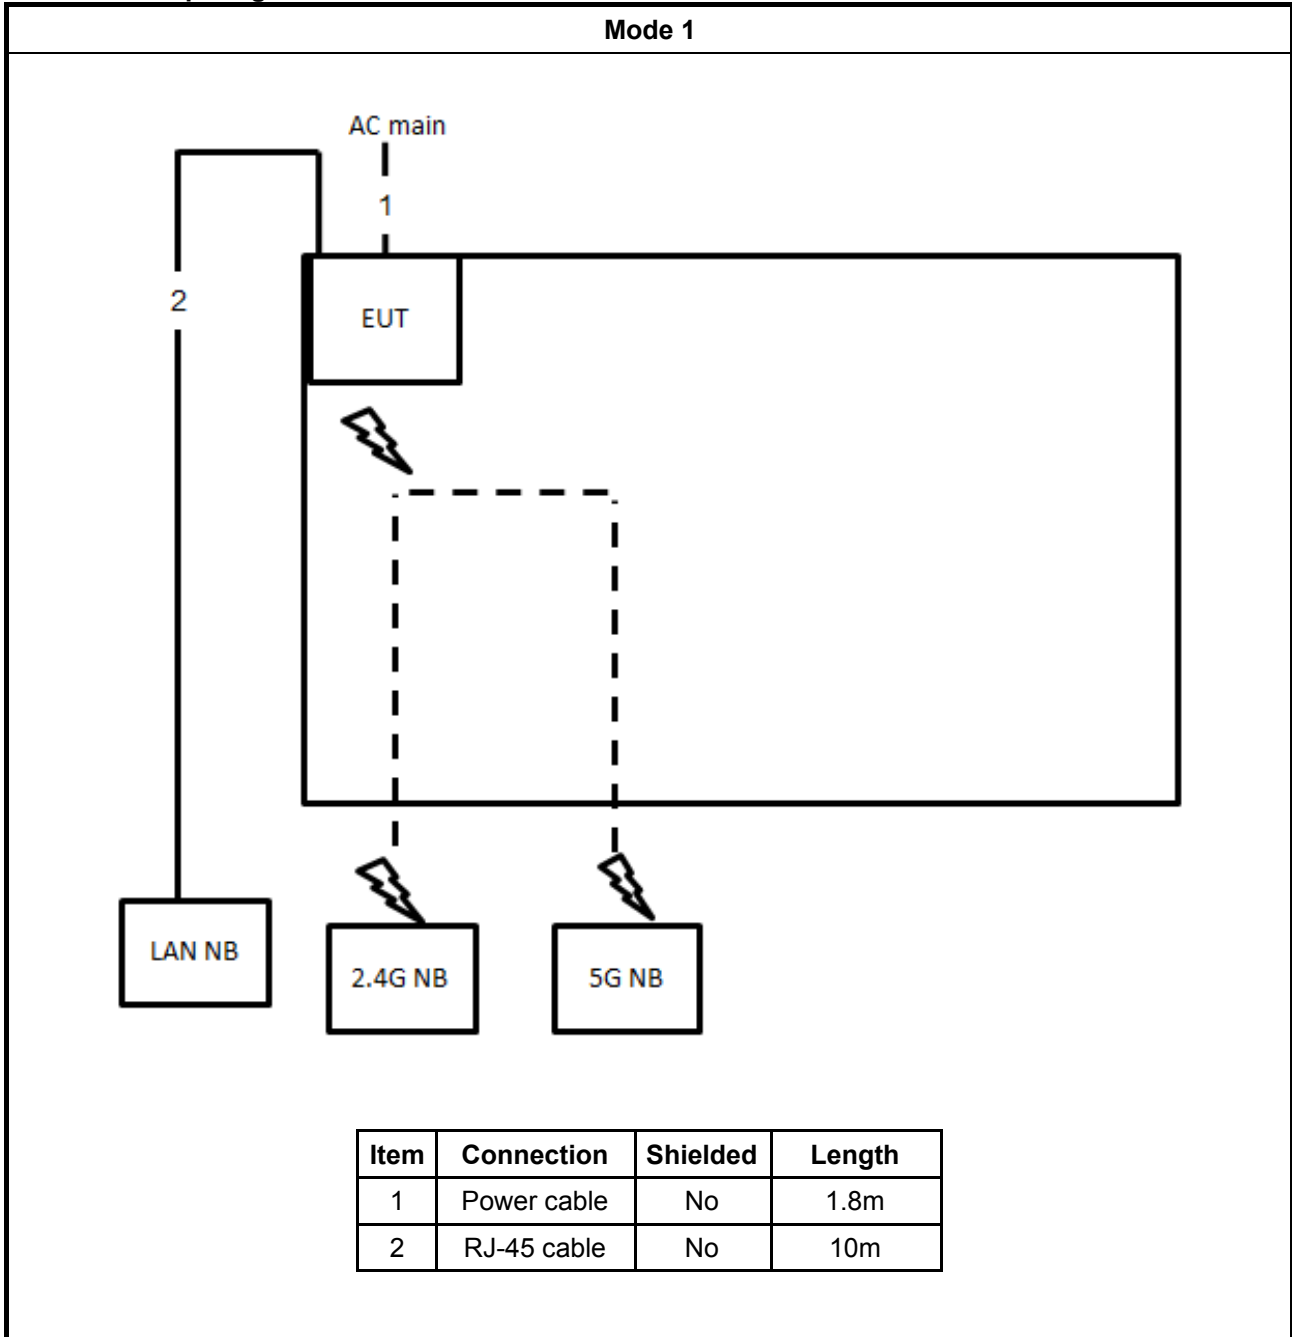 Mode 1
AC main
1
2
EUT
LAN NB
2.4G NB
5G NB
Item Connection Shielded Length
1 Power cable No 1.8m
2 RJ-45 cable No 10m